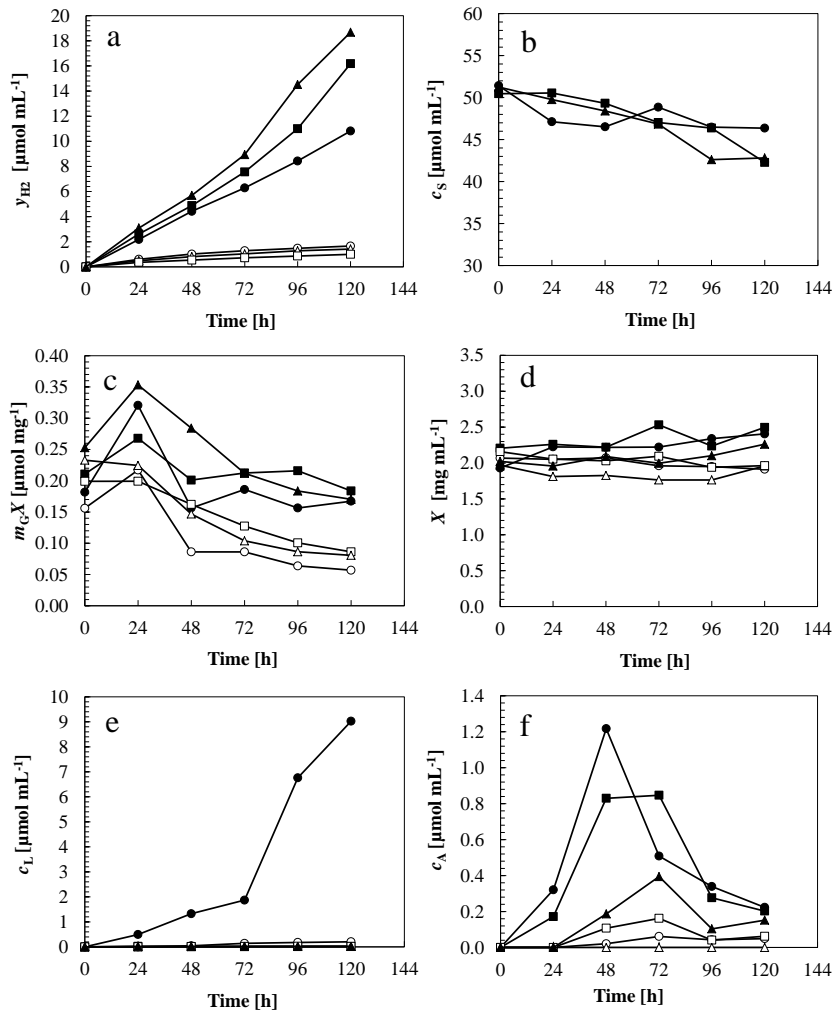 a
20
18
16
14
12
10
8
6
4
2
0
y_H2 [µmol mL⁻¹]
0 24 48 72 96 120 144
Time [h]
b
60
55
50
45
40
35
30
c_S [µmol mL⁻¹]
0 24 48 72 96 120 144
Time [h]
c
0.40
0.35
0.30
0.25
0.20
0.15
0.10
0.05
0.00
m_G X [µmol mg⁻¹]
0 24 48 72 96 120 144
Time [h]
d
3.5
3.0
2.5
2.0
1.5
1.0
0.5
0.0
X [mg mL⁻¹]
0 24 48 72 96 120 144
Time [h]
e
10
9
8
7
6
5
4
3
2
1
0
c_L [µmol mL⁻¹]
0 24 48 72 96 120 144
Time [h]
f
1.4
1.2
1.0
0.8
0.6
0.4
0.2
0.0
c_A [µmol mL⁻¹]
0 24 48 72 96 120 144
Time [h]